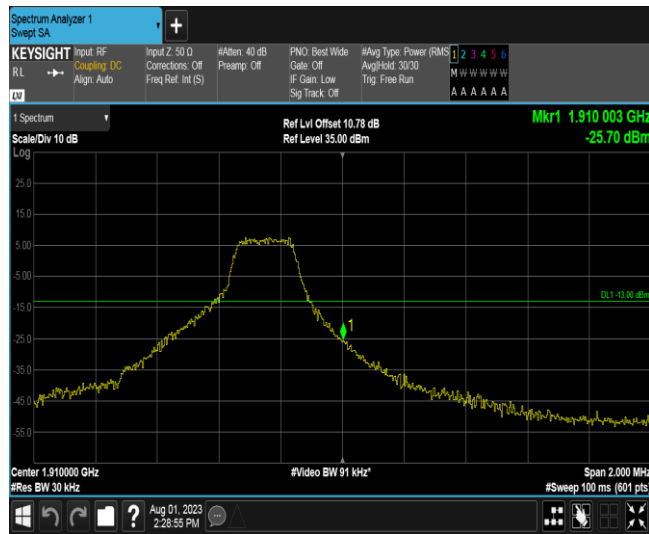 Spectrum Analyzer 1
Swept SA
+
KEYSIGHT
RL
LXI
Input: RF
Coupling: DC
Align: Auto
Input Z: 50 Ω
Corrections: Off
Freq Ref: Int (S)
#Atten: 40 dB
Preamp: Off
PNO: Best Wide
Gate: Off
IF Gain: Low
Sig Track: Off
#Avg Type: Power (RMS
Avg|Hold: 30/30
Trig: Free Run
1 2 3 4 5 6
M W W W W W
A A A A A A
1 Spectrum
Scale/Div 10 dB
Log
Ref Lvl Offset 10.78 dB
Ref Level 35.00 dBm
Mkr1 1.910 003 GHz
-25.70 dBm
25.0
15.0
5.00
-5.00
-15.0
-25.0
-35.0
-45.0
-55.0
DL1 -13.00 dBm
1
Center 1.910000 GHz
#Res BW 30 kHz
#Video BW 91 kHz*
Span 2.000 MHz
#Sweep 100 ms (601 pts
?
Aug 01, 2023
2:28:55 PM